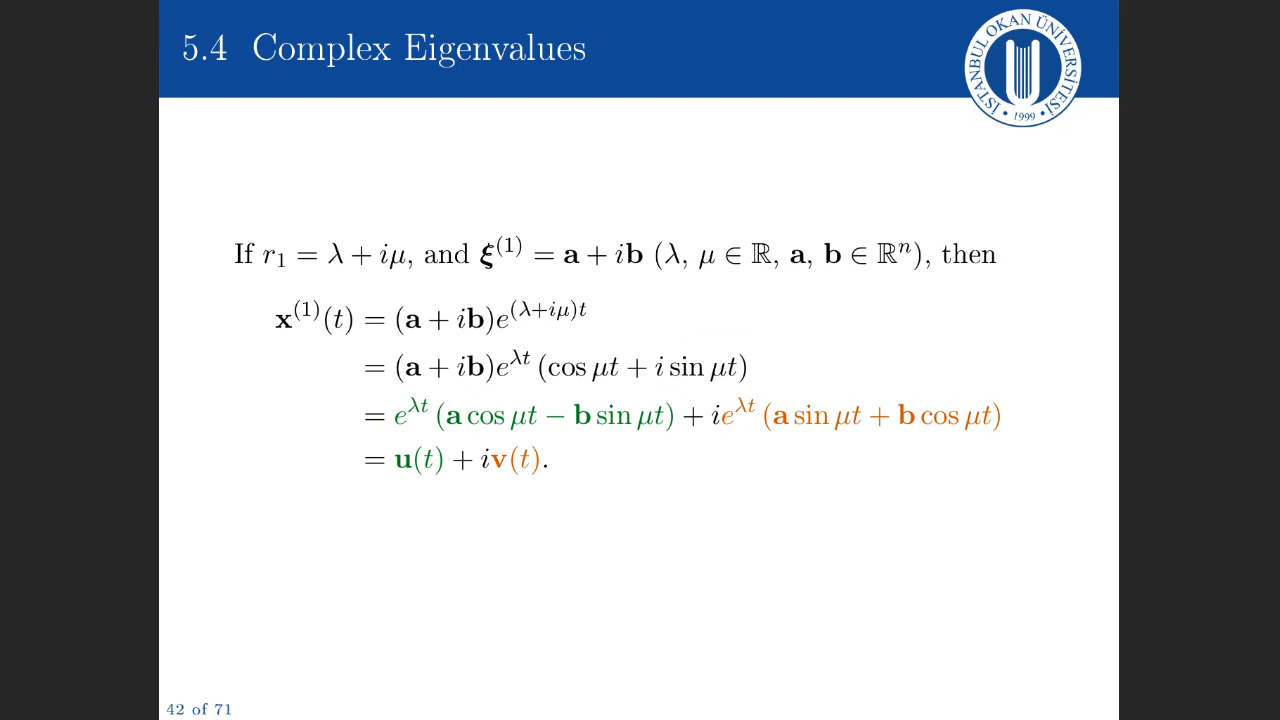 5.4 Complex Eigenvalues
İSTANBUL OKAN ÜNİVERSİTESİ
• 1999 •
If r₁ = λ + iμ, and ξ⁽¹⁾ = a + ib (λ, μ ∈ ℝ, a, b ∈ ℝⁿ), then
x⁽¹⁾(t) = (a + ib)e^{(λ+iμ)t}
= (a + ib)e^{λt} (cos μt + i sin μt)
= e^{λt} (a cos μt − b sin μt) + ie^{λt} (a sin μt + b cos μt)
= u(t) + iv(t).
42 of 71